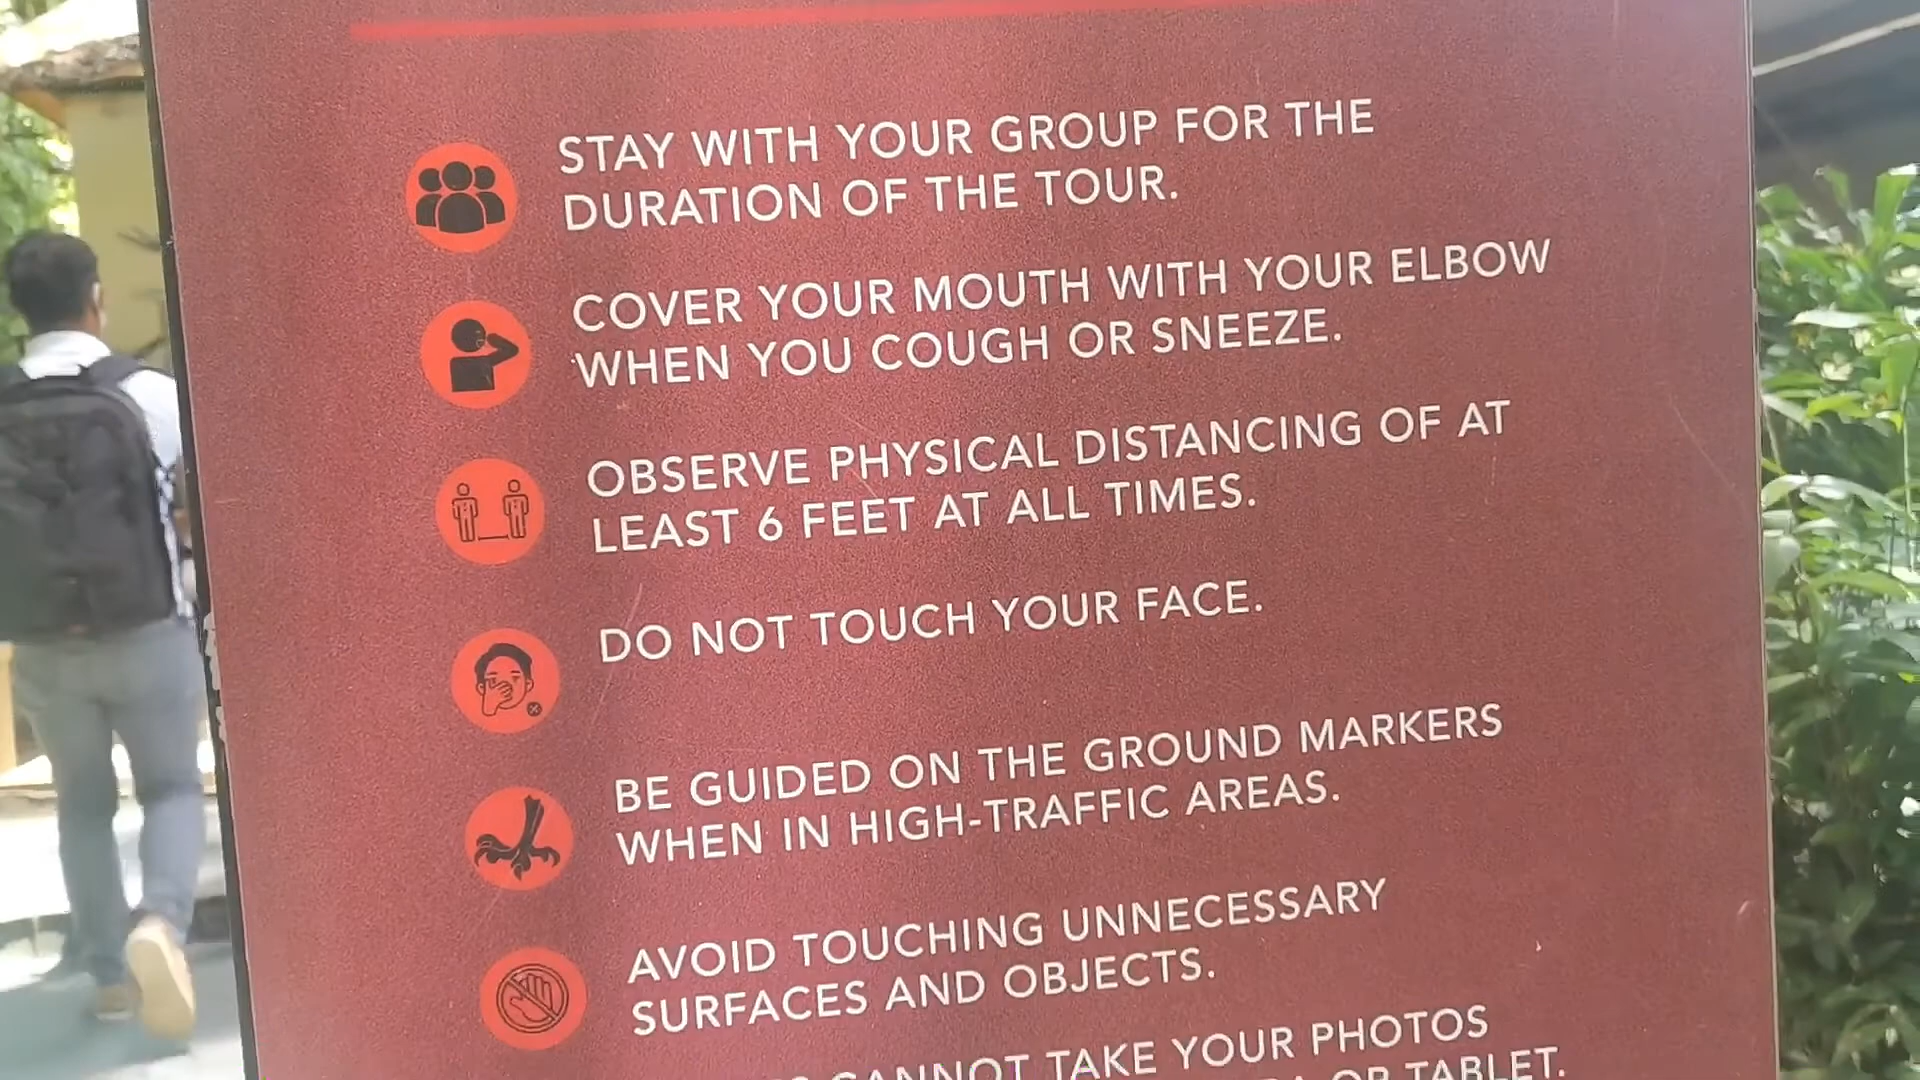 STAY WITH YOUR GROUP FOR THE
DURATION OF THE TOUR.
COVER YOUR MOUTH WITH YOUR ELBOW
WHEN YOU COUGH OR SNEEZE.
OBSERVE PHYSICAL DISTANCING OF AT
LEAST 6 FEET AT ALL TIMES.
DO NOT TOUCH YOUR FACE.
BE GUIDED ON THE GROUND MARKERS
WHEN IN HIGH-TRAFFIC AREAS.
AVOID TOUCHING UNNECESSARY
SURFACES AND OBJECTS.
CANNOT TAKE YOUR PHOTOS
OR TABLET.